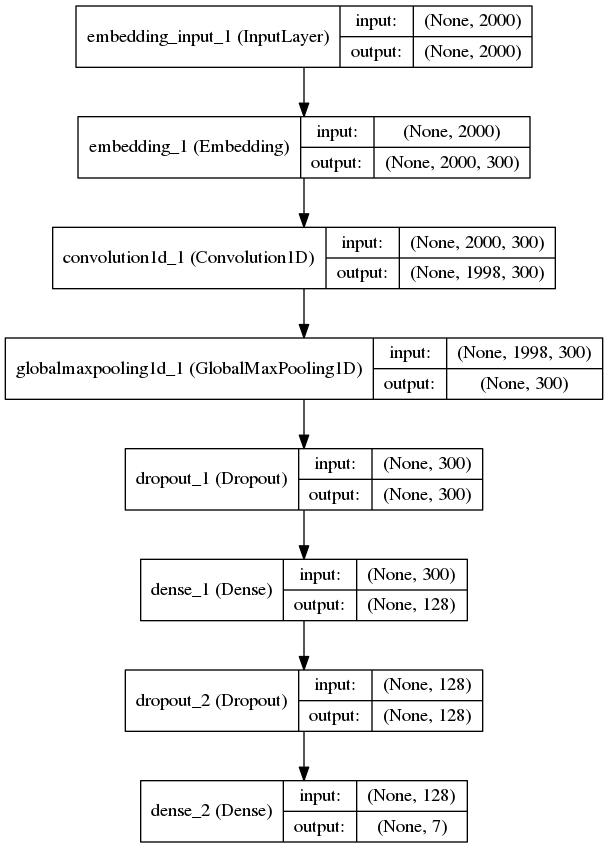 embedding_input_1 (InputLayer)
input: (None, 2000)
output: (None, 2000)
embedding_1 (Embedding)
input: (None, 2000)
output: (None, 2000, 300)
convolution1d_1 (Convolution1D)
input: (None, 2000, 300)
output: (None, 1998, 300)
globalmaxpooling1d_1 (GlobalMaxPooling1D)
input: (None, 1998, 300)
output: (None, 300)
dropout_1 (Dropout)
input: (None, 300)
output: (None, 300)
dense_1 (Dense)
input: (None, 300)
output: (None, 128)
dropout_2 (Dropout)
input: (None, 128)
output: (None, 128)
dense_2 (Dense)
input: (None, 128)
output: (None, 7)